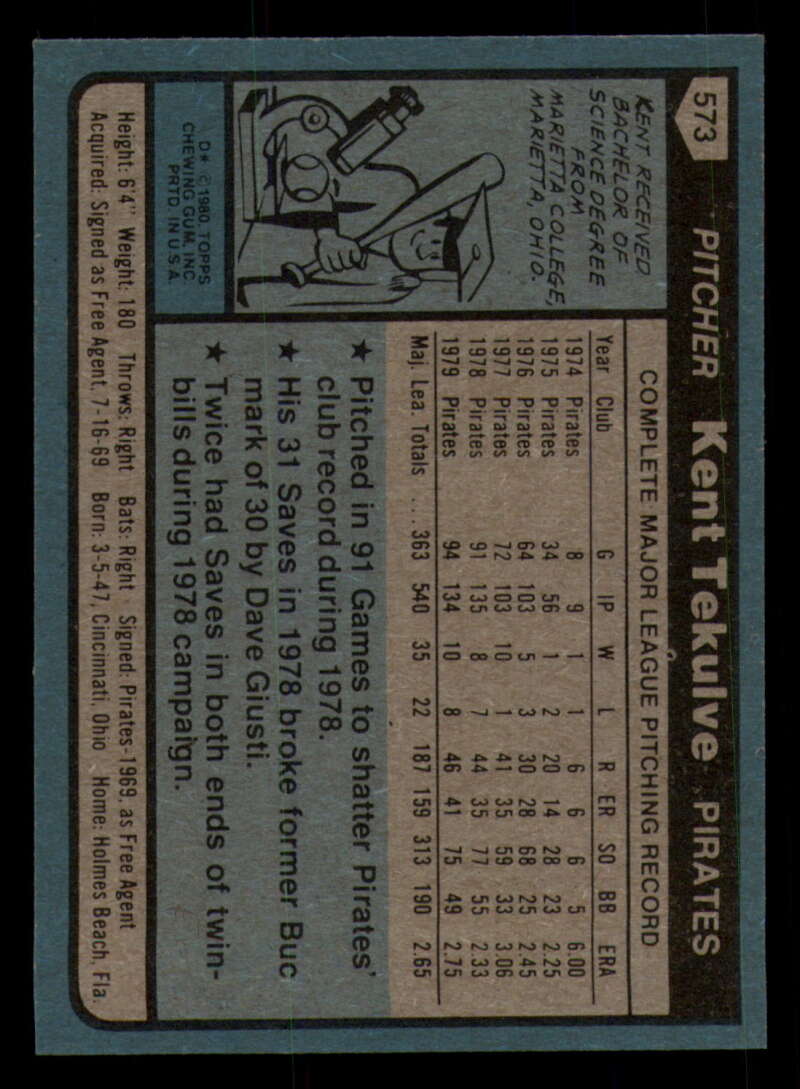 573 PITCHER Kent Tekulve PIRATES
KENT RECEIVED
BACHELOR OF
SCIENCE DEGREE
FROM
MARIETTA COLLEGE,
MARIETTA, OHIO.
D* © 1980 TOPPS
CHEWING GUM, INC.
PRTD. IN U.S.A.
COMPLETE MAJOR LEAGUE PITCHING RECORD
Year Club G IP W L R ER SO BB ERA
1974 Pirates 8 9 1 1 6 6 6 5 6.00
1975 Pirates 34 56 1 2 20 14 28 23 2.25
1976 Pirates 64 103 5 3 30 28 68 25 2.45
1977 Pirates 72 103 10 1 41 35 59 33 3.06
1978 Pirates 91 135 8 7 44 35 77 55 2.33
1979 Pirates 94 134 10 8 46 41 75 49 2.75
Maj. Lea. Totals ... 363 540 35 22 187 159 313 190 2.65
★ Pitched in 91 Games to shatter Pirates'
club record during 1978.
★ His 31 Saves in 1978 broke former Buc
mark of 30 by Dave Giusti.
★ Twice had Saves in both ends of twin-
bills during 1978 campaign.
Height: 6'4" Weight: 180 Throws: Right Bats: Right Signed: Pirates-1969, as Free Agent
Acquired: Signed as Free Agent, 7-16-69 Born: 3-5-47, Cincinnati, Ohio Home: Holmes Beach, Fla.